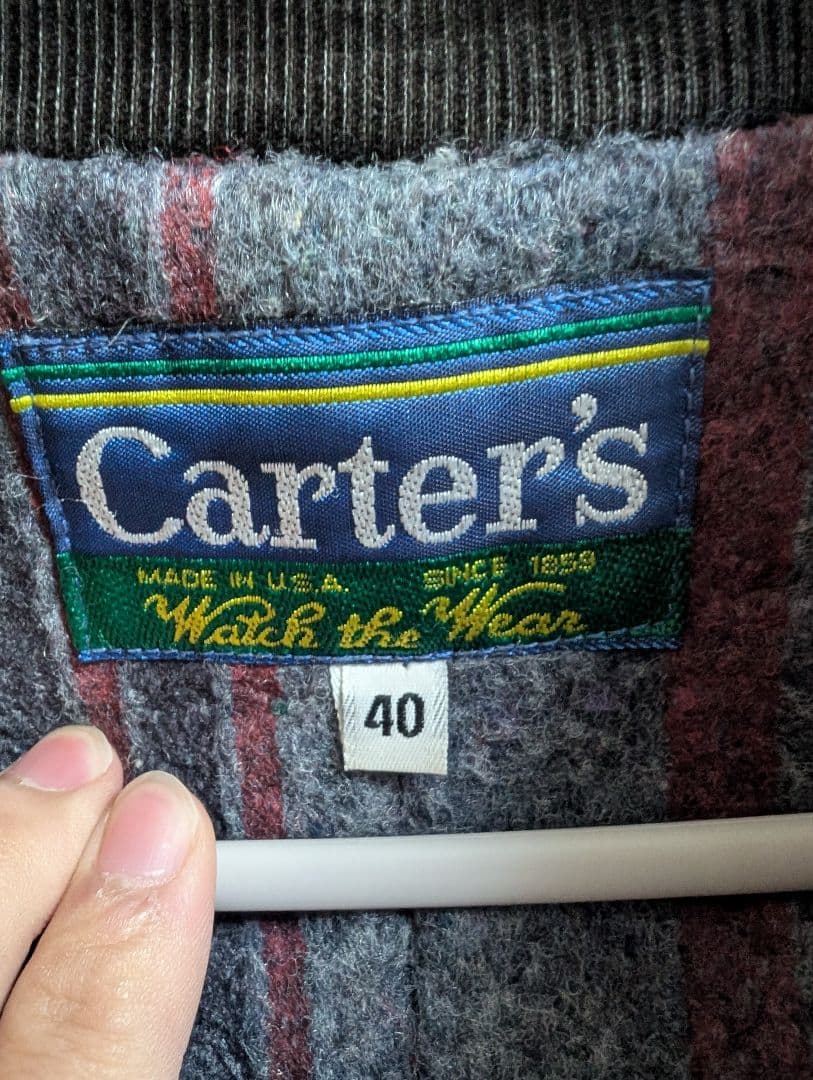 Carter's
MADE IN U.S.A. SINCE 1859
Watch the Wear
40